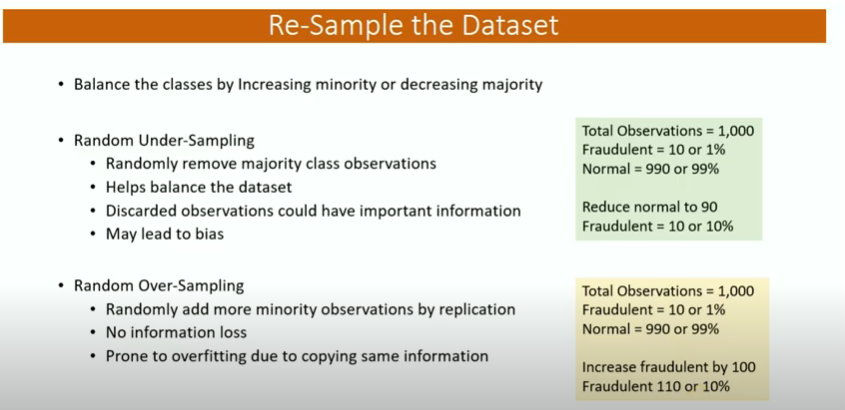 Re-Sample the Dataset
• Balance the classes by Increasing minority or decreasing majority
• Random Under-Sampling
• Randomly remove majority class observations
• Helps balance the dataset
• Discarded observations could have important information
• May lead to bias
Total Observations = 1,000
Fraudulent = 10 or 1%
Normal = 990 or 99%
Reduce normal to 90
Fraudulent = 10 or 10%
• Random Over-Sampling
• Randomly add more minority observations by replication
• No information loss
• Prone to overfitting due to copying same information
Total Observations = 1,000
Fraudulent = 10 or 1%
Normal = 990 or 99%
Increase fraudulent by 100
Fraudulent 110 or 10%